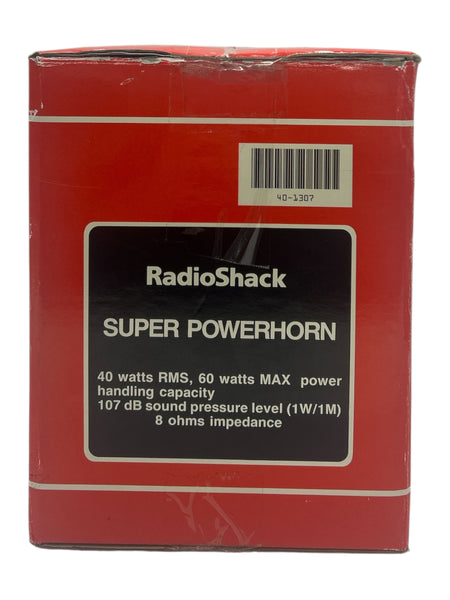 40-1307
RadioShack
SUPER POWERHORN
40 watts RMS, 60 watts MAX power
handling capacity
107 dB sound pressure level (1W/1M)
8 ohms impedance